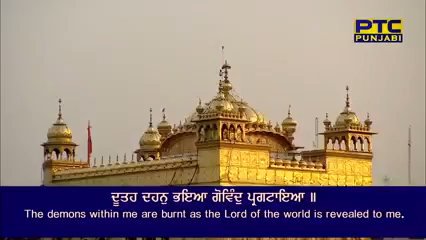 PTC
PUNJABI
ਦੂਤਹ ਦਹਨੁ ਭਇਆ ਗੋਵਿੰਦੁ ਪ੍ਰਗਟਾਇਆ ॥
The demons within me are burnt as the Lord of the world is revealed to me.